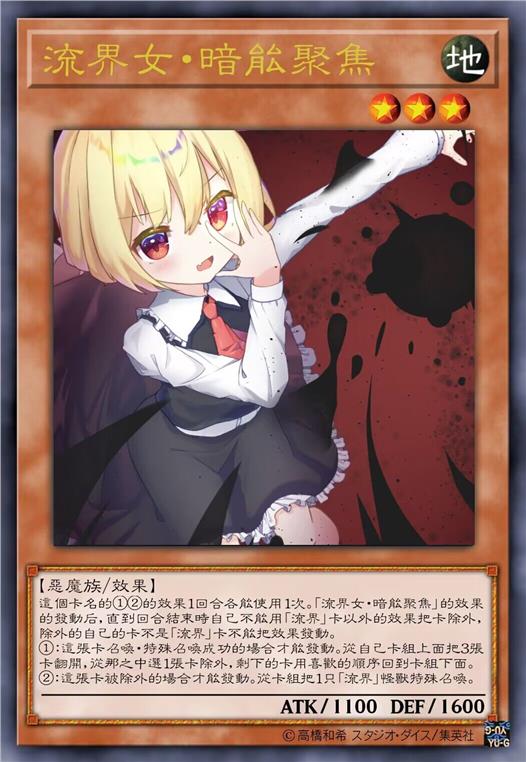 流界女・暗能聚焦
地
【惡魔族/效果】
這個卡名的①②的效果1回合各能使用1次。「流界女・暗能聚焦」的效果
的發動后，直到回合結束時自己不能用「流界」卡以外的效果把卡除外，
除外的自己的卡不是「流界」卡不能把效果發動。
①：這張卡召喚・特殊召喚成功的場合才能發動。從自己卡組上面把3張
卡翻開，從那之中選1張卡除外，剩下的卡用喜歡的順序回到卡組下面。
②：這張卡被除外的場合才能發動。從卡組把1只「流界」怪獸特殊召喚。
ATK/1100 DEF/1600
©高橋和希 スタジオ・ダイス/集英社
YU-G